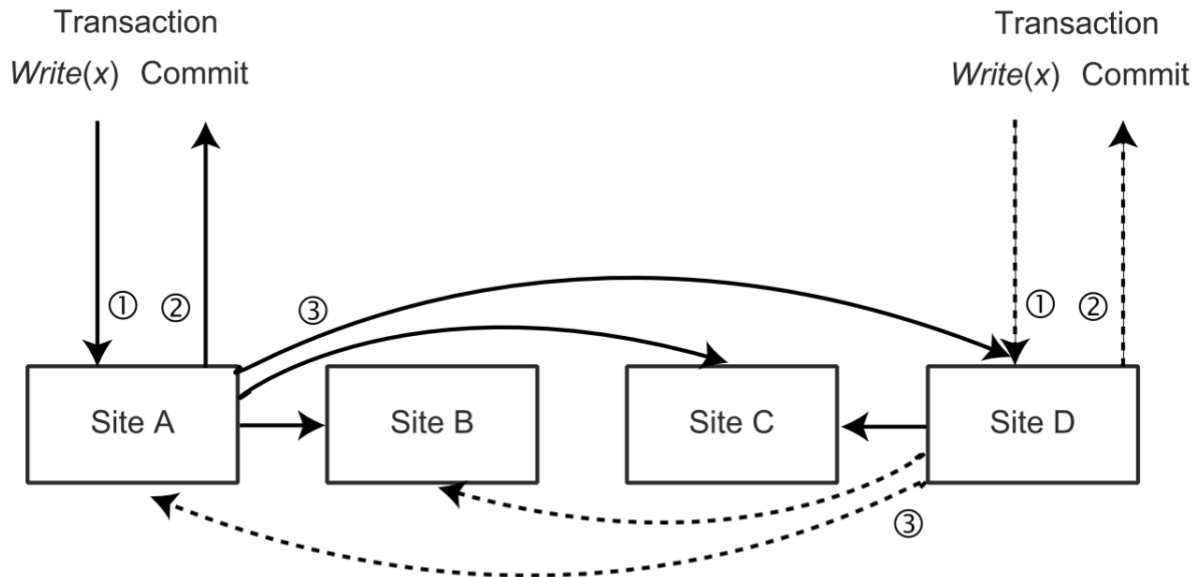 Transaction
Write(x) Commit
Transaction
Write(x) Commit
① ② ③ ① ②
Site A Site B Site C Site D
③